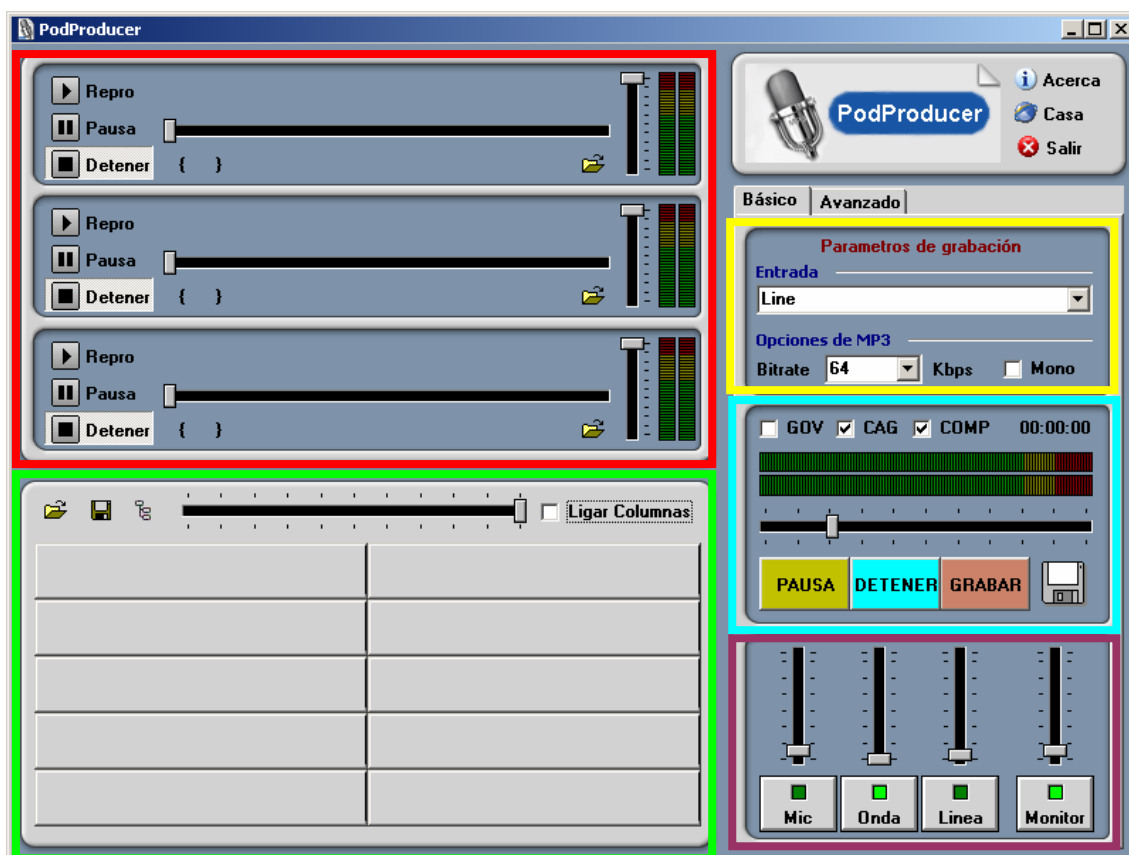 PodProducer
Repro
Pausa
Detener { }
Repro
Pausa
Detener { }
Repro
Pausa
Detener { }
Ligar Columnas
PodProducer
Acerca
Casa
Salir
Básico Avanzado
Parametros de grabación
Entrada
Line
Opciones de MP3
Bitrate 64 Kbps Mono
GOV CAG COMP 00:00:00
PAUSA DETENER GRABAR
Mic Onda Linea Monitor